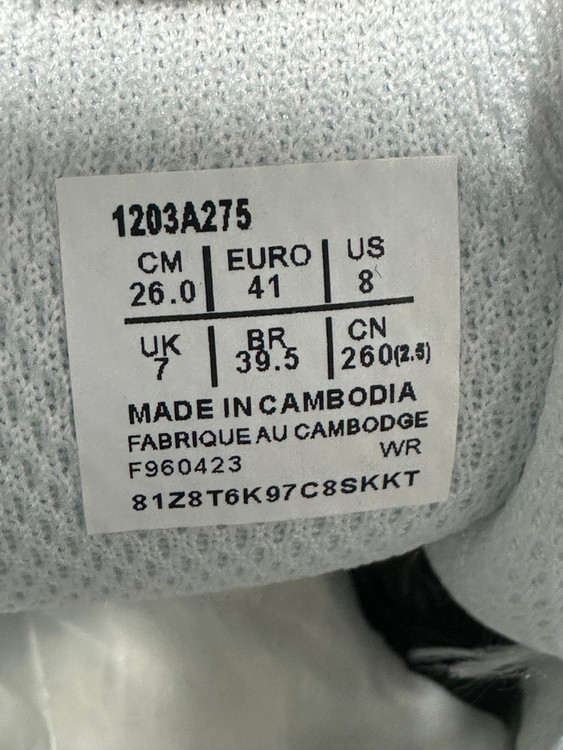 1203A275
CM EURO US
26.0 41 8
UK BR CN
7 39.5 260(2.5)
MADE IN CAMBODIA
FABRIQUE AU CAMBODGE
F960423 WR
81Z8T6K97C8SKKT